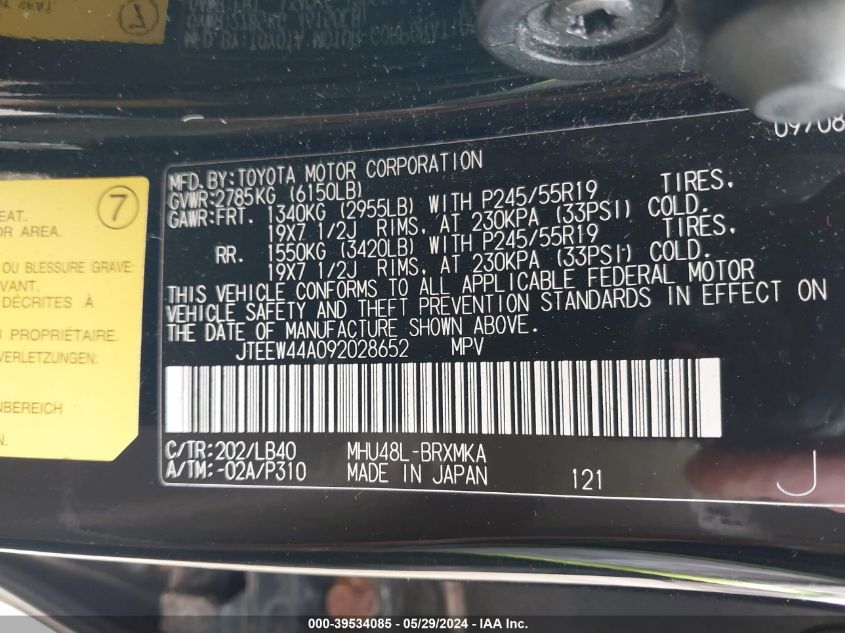 09/08
MFD.BY:TOYOTA MOTOR CORPORATION
GVWR:2785KG (6150LB)
GAWR:FRT. 1340KG (2955LB) WITH P245/55R19 TIRES,
19X7 1/2J RIMS, AT 230KPA (33PSI) COLD.
RR. 1550KG (3420LB) WITH P245/55R19 TIRES,
19X7 1/2J RIMS, AT 230KPA (33PSI) COLD.
THIS VEHICLE CONFORMS TO ALL APPLICABLE FEDERAL MOTOR
VEHICLE SAFETY AND THEFT PREVENTION STANDARDS IN EFFECT ON
THE DATE OF MANUFACTURE SHOWN ABOVE.
JTEEW44A092028652 MPV
C/TR:202/LB40 MHU48L-BRXMKA
A/TM:-02A/P310 MADE IN JAPAN 121 J
7
EAT.
OR AREA.
OU BLESSURE GRAVE:
VANT.
DÉCRITES À
U PROPRIÉTAIRE.
VERLETZUNGEN:
NBEREICH
000-39534085 / 05/29/2024 - IAA Inc.